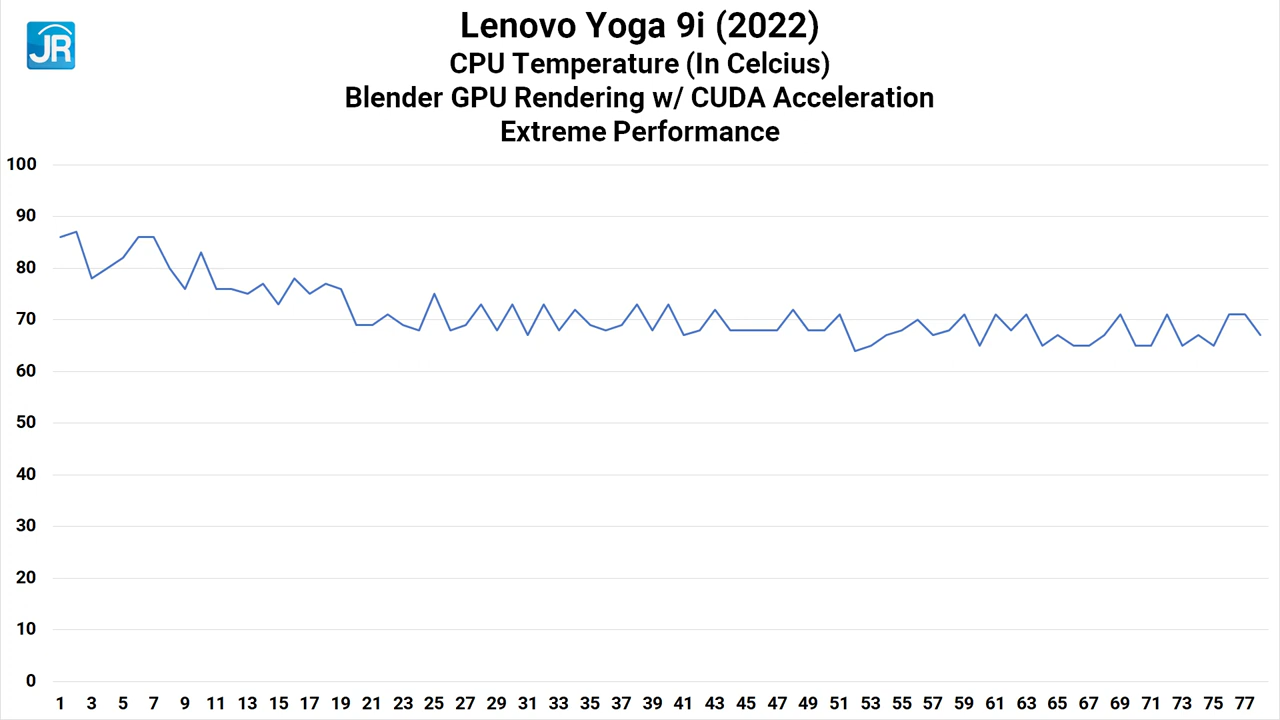 JR
Lenovo Yoga 9i (2022)
CPU Temperature (In Celcius)
Blender GPU Rendering w/ CUDA Acceleration
Extreme Performance
100
90
80
70
60
50
40
30
20
10
0
1 3 5 7 9 11 13 15 17 19 21 23 25 27 29 31 33 35 37 39 41 43 45 47 49 51 53 55 57 59 61 63 65 67 69 71 73 75 77